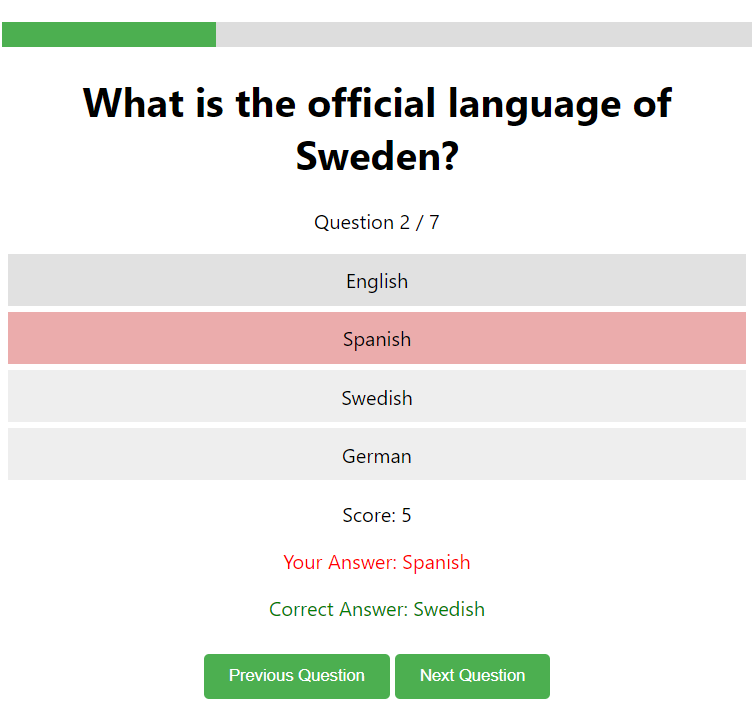 What is the official language of
Sweden?
Question 2 / 7
English
Spanish
Swedish
German
Score: 5
Your Answer: Spanish
Correct Answer: Swedish
Previous Question Next Question